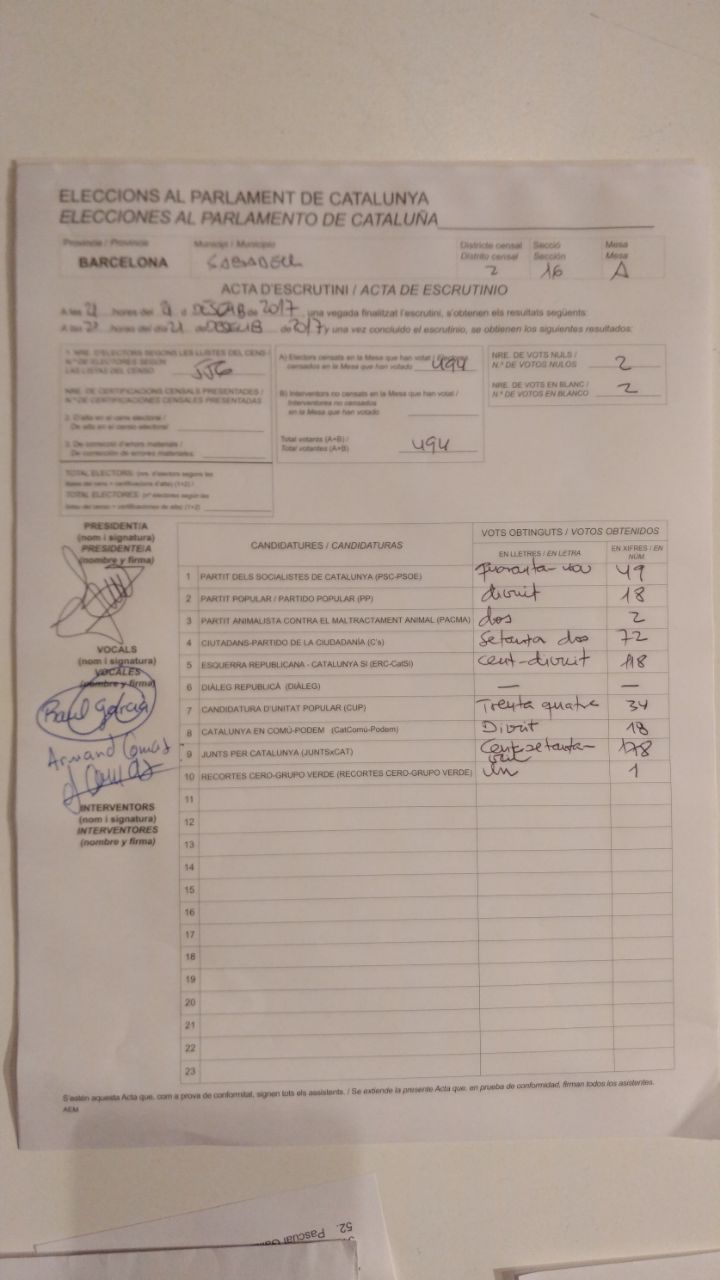 ELECCIONS AL PARLAMENT DE CATALUNYA
ELECCIONES AL PARLAMENTO DE CATALUÑA
Província / Provincia Municipi / Municipio Districte censal Secció Mesa
Distrito censal Sección Mesa
BARCELONA SABADELL 2 16 A
ACTA D'ESCRUTINI / ACTA DE ESCRUTINIO
A les 21 hores del 21 d DESEMB de 2017 una vegada finalitzat l'escrutini, s'obtenen els resultats següents:
A las 21 horas del día 21 de DESEMB de 2017 y una vez concluido el escrutinio, se obtienen los siguientes resultados:
1. NRE. D'ELECTORS SEGONS LES LLISTES DEL CENS /
N.º DE ELECTORES SEGÚN
LAS LISTAS DEL CENSO 556
NRE. DE CERTIFICACIONS CENSALS PRESENTADES /
N.º DE CERTIFICACIONES CENSALES PRESENTADAS
2. D'alta en el cens electoral /
De alta en el censo electoral
3. De correcció d'errors materials /
De corrección de errores materiales
TOTAL ELECTORS: (nre. d'electors segons les
llistes del cens + certificacions d'alta) (1+2) /
TOTAL ELECTORES: (nº electores según las
listas del censo + certificaciones de alta) (1+2)
A) Electors censats en la Mesa que han votat / Electores
censados en la Mesa que han votado 494
B) Interventors no censats en la Mesa que han votat /
Interventores no censados
en la Mesa que han votado
Total votants (A+B) /
Total votantes (A+B) 494
NRE. DE VOTS NULS /
N.º DE VOTOS NULOS 2
NRE. DE VOTS EN BLANC /
N.º DE VOTOS EN BLANCO 2
PRESIDENT/A
(nom i signatura)
PRESIDENTE/A
(nombre y firma)
VOCALS
(nom i signatura)
VOCALES
(nombre y firma)
Raul Garcia
Armand Comas
INTERVENTORS
(nom i signatura)
INTERVENTORES
(nombre y firma)
CANDIDATURES / CANDIDATURAS VOTS OBTINGUTS / VOTOS OBTENIDOS
EN LLETRES / EN LETRA EN XIFRES / EN NÚM
1 PARTIT DELS SOCIALISTES DE CATALUNYA (PSC-PSOE) quaranta nou 49
2 PARTIT POPULAR / PARTIDO POPULAR (PP) divuit 18
3 PARTIT ANIMALISTA CONTRA EL MALTRACTAMENT ANIMAL (PACMA) dos 2
4 CIUTADANS-PARTIDO DE LA CIUDADANÍA (C's) Setanta dos 72
5 ESQUERRA REPUBLICANA - CATALUNYA SÍ (ERC-CatSí) cent-divuit 118
6 DIÀLEG REPUBLICÀ (DIÀLEG) — —
7 CANDIDATURA D'UNITAT POPULAR (CUP) Trenta quatre 34
8 CATALUNYA EN COMÚ-PODEM (CatComú-Podem) Divuit 18
9 JUNTS PER CATALUNYA (JUNTSxCAT) Cent setanta-vuit 178
10 RECORTES CERO-GRUPO VERDE (RECORTES CERO-GRUPO VERDE) un 1
11
12
13
14
15
16
17
18
19
20
21
22
23
S'estén aquesta Acta que, com a prova de conformitat, signen tots els assistents. / Se extiende la presente Acta que, en prueba de conformidad, firman todos los asistentes.
AEM
52. Pascual